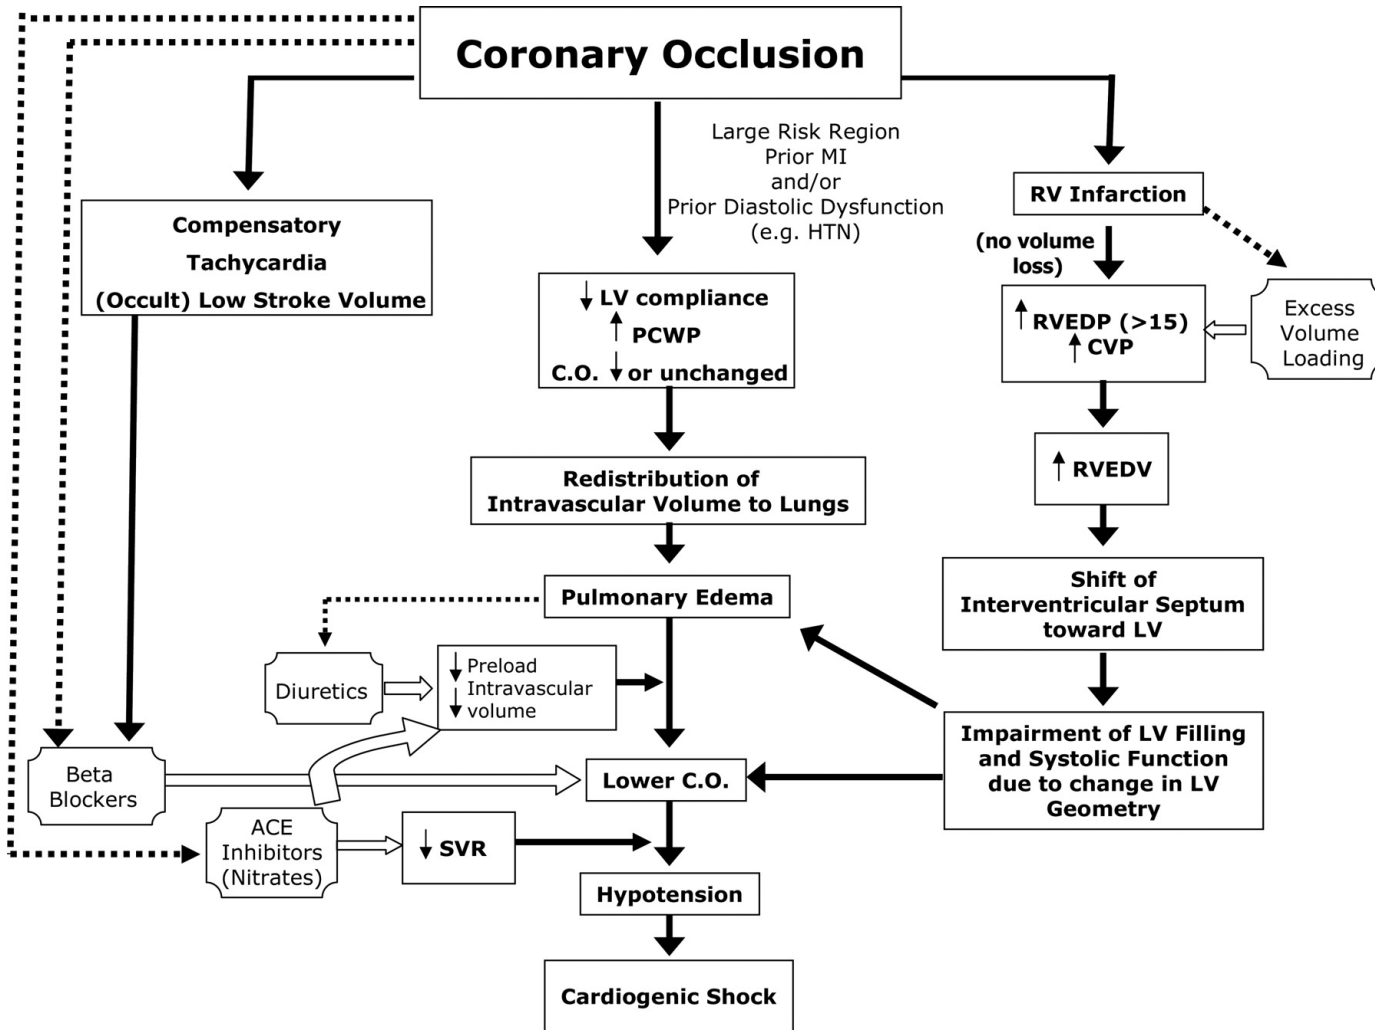 Coronary Occlusion
Large Risk Region
Prior MI
and/or
Prior Diastolic Dysfunction
(e.g. HTN)
Compensatory
Tachycardia
(Occult) Low Stroke Volume
RV Infarction
(no volume
loss)
↓ LV compliance
↑ PCWP
C.O. ↓ or unchanged
↑ RVEDP (>15)
↑ CVP
Excess
Volume
Loading
Redistribution of
Intravascular Volume to Lungs
↑ RVEDV
Pulmonary Edema
Shift of
Interventricular Septum
toward LV
Diuretics
↓ Preload
↓ Intravascular
volume
Impairment of LV Filling
and Systolic Function
due to change in LV
Geometry
Beta
Blockers
Lower C.O.
ACE
Inhibitors
(Nitrates)
↓ SVR
Hypotension
Cardiogenic Shock